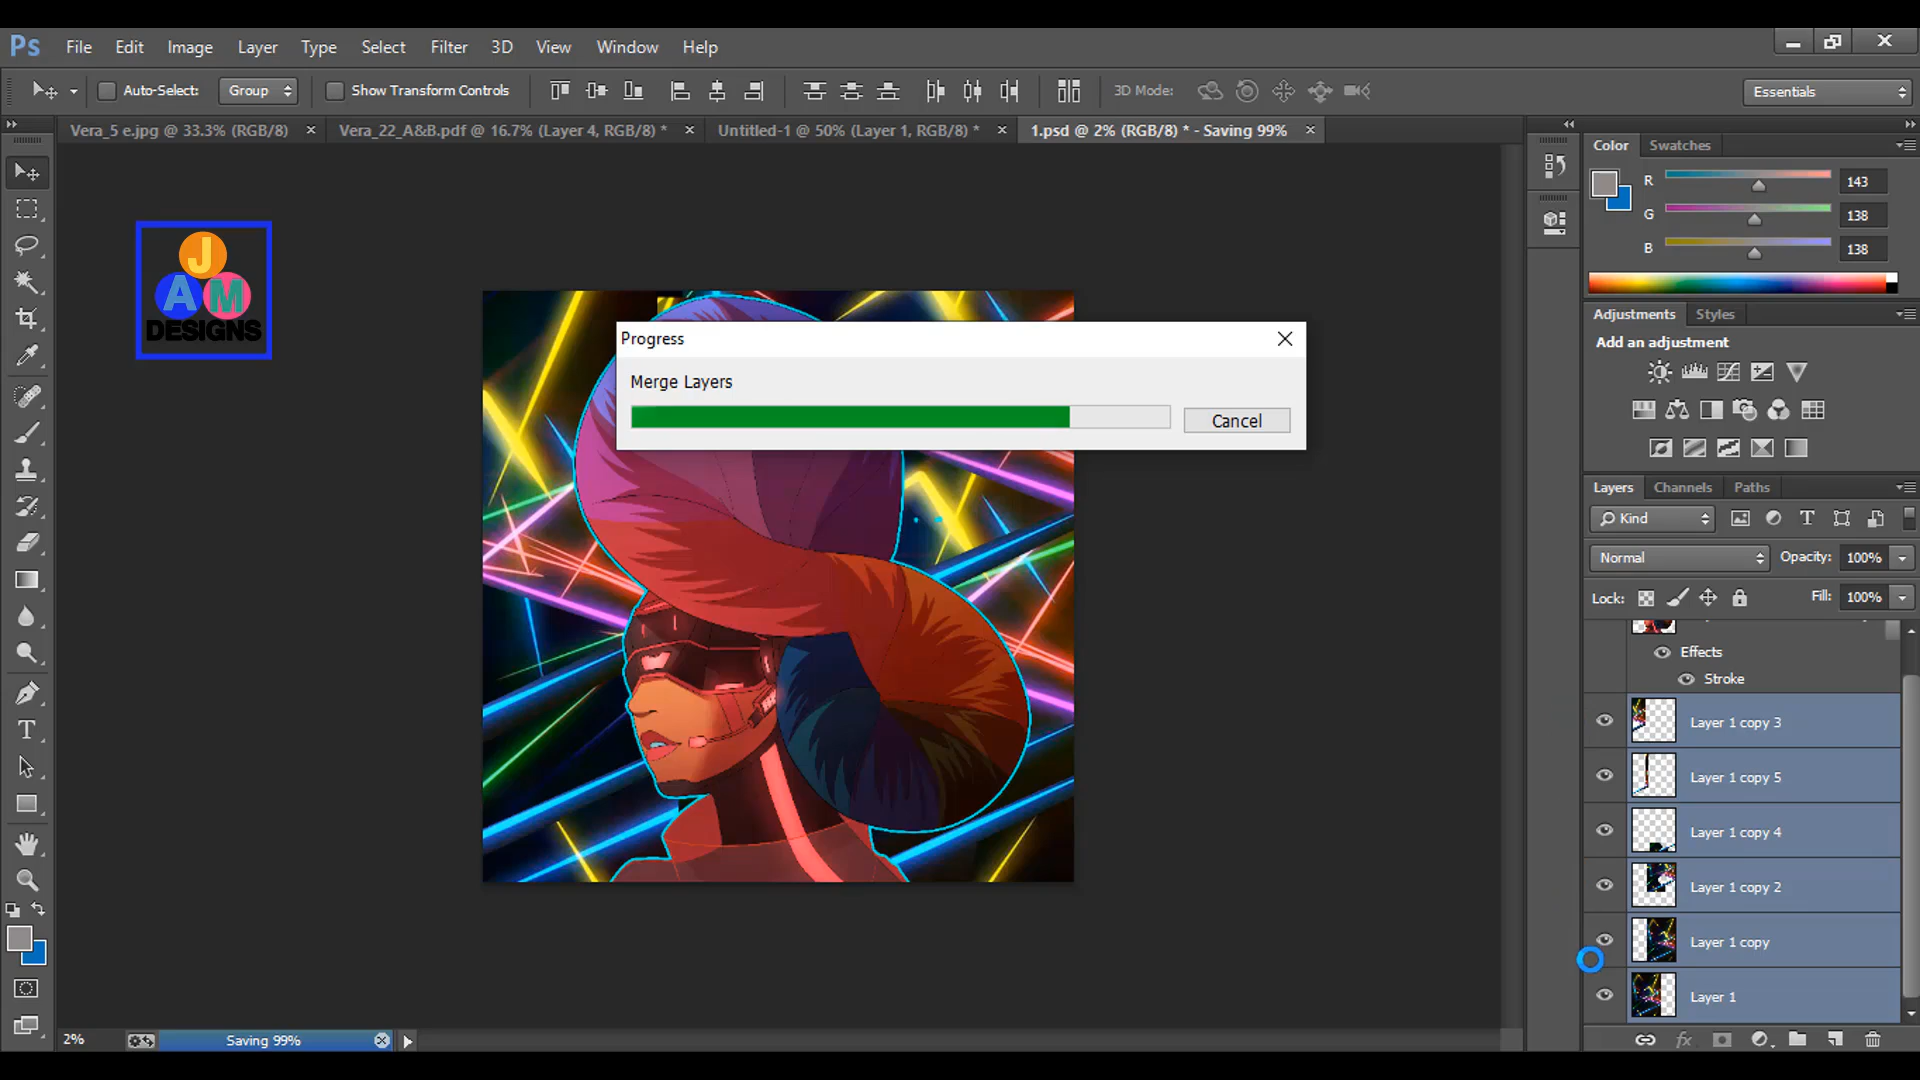 Ps File Edit Image Layer Type Select Filter 3D View Window Help
Auto-Select: Group Show Transform Controls 3D Mode: Essentials
Vera_5 e.jpg @ 33.3% (RGB/8) × Vera_22_A&B.pdf @ 16.7% (Layer 4, RGB/8) * × Untitled-1 @ 50% (Layer 1, RGB/8) * × 1.psd @ 2% (RGB/8) * - Saving 99% ×
J
A M
DESIGNS
Progress
Merge Layers
Cancel
Color Swatches
R 143
G 138
B 138
Adjustments Styles
Add an adjustment
Layers Channels Paths
Kind
Normal Opacity: 100%
Lock: Fill: 100%
Effects
Stroke
Layer 1 copy 3
Layer 1 copy 5
Layer 1 copy 4
Layer 1 copy 2
Layer 1 copy
Layer 1
fx
2% Saving 99%